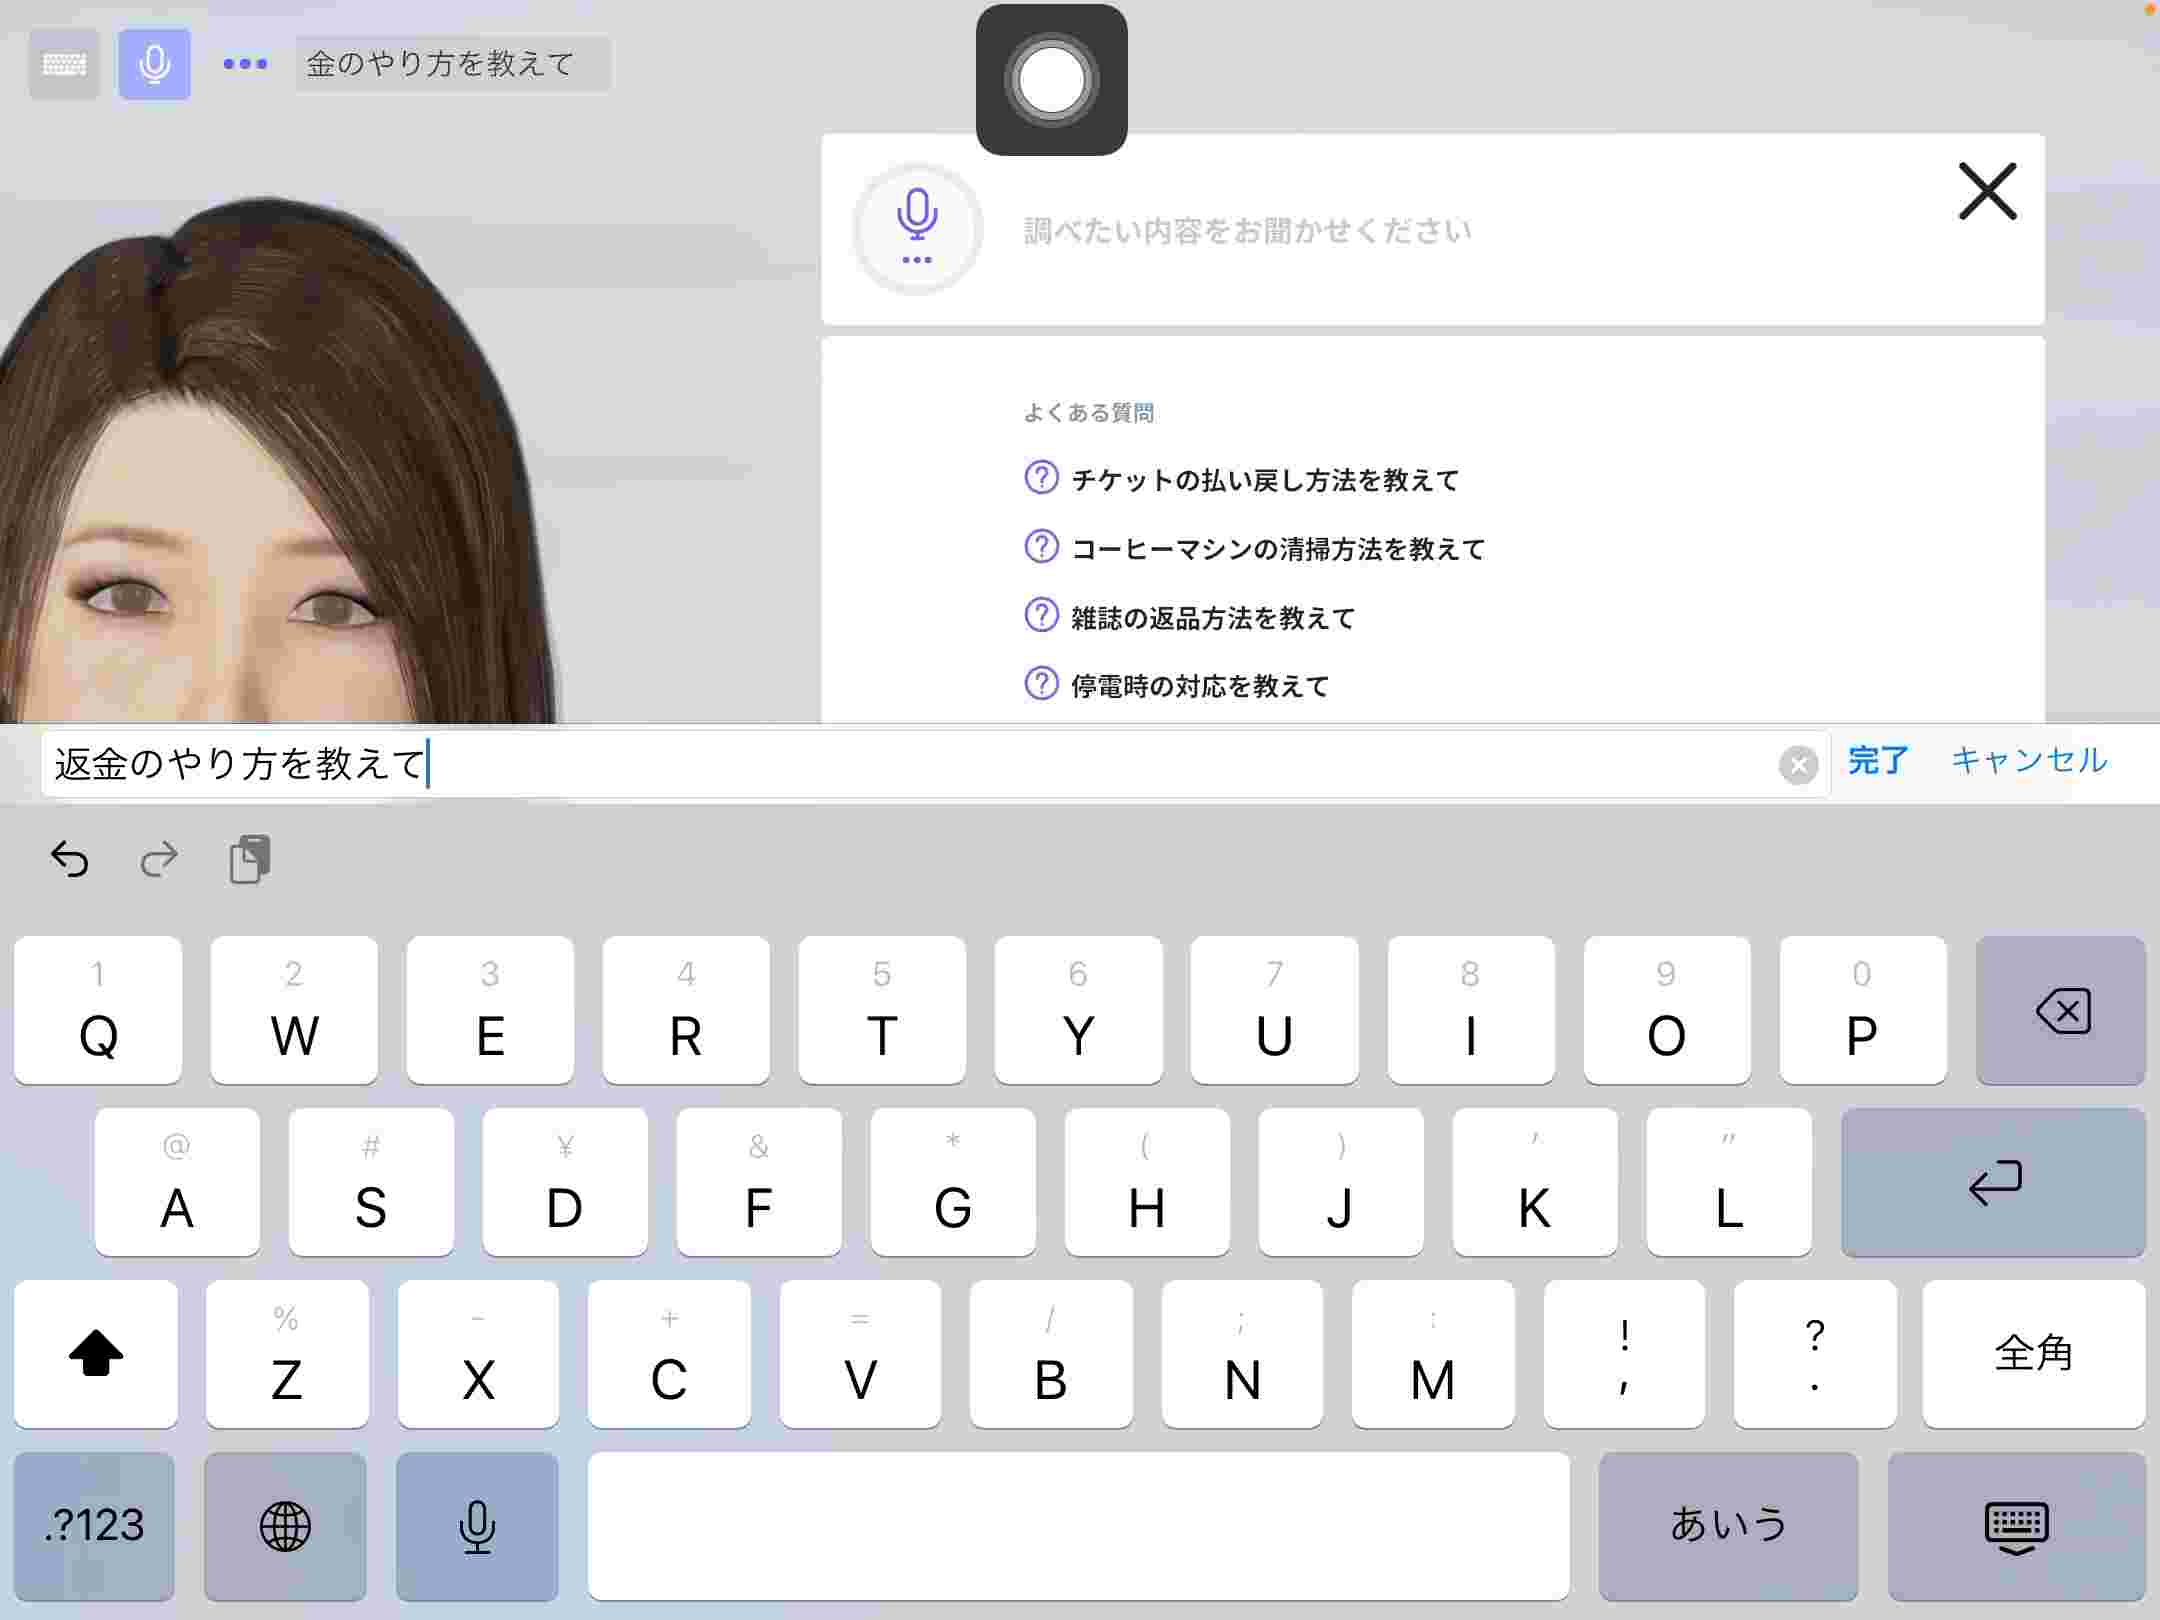 金のやり方を教えて
調べたい内容をお聞かせください
よくある質問
チケットの払い戻し方法を教えて
コーヒーマシンの清掃方法を教えて
雑誌の返品方法を教えて
停電時の対応を教えて
返金のやり方を教えて 完了 キャンセル
1 2 3 4 5 6 7 8 9 0
Q W E R T Y U I O P
@ # ¥ & * ( ) ' "
A S D F G H J K L
% - + = / ; : ! ?
Z X C V B N M , . 全角
.?123 あいう